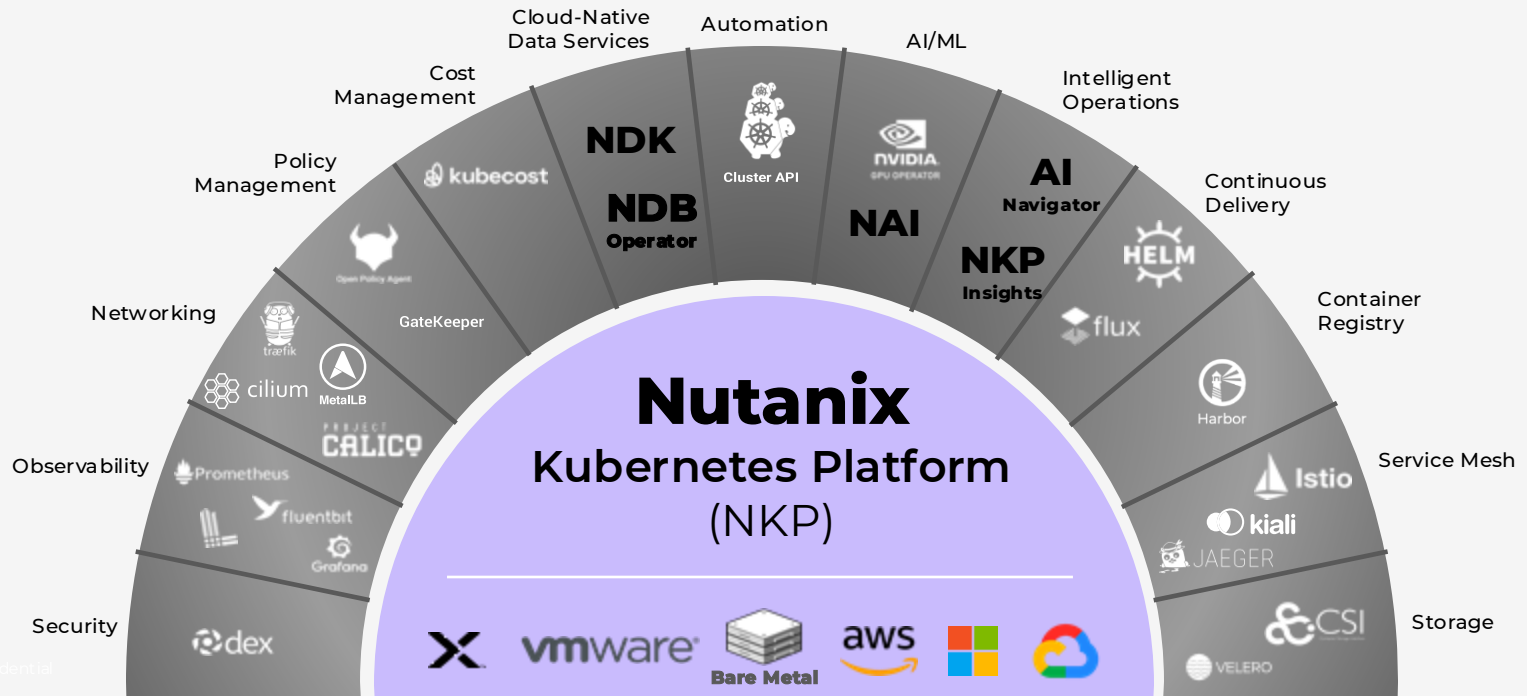 Cloud-Native
Data Services
Automation
AI/ML
Cost
Management
Intelligent
Operations
Policy
Management
Continuous
Delivery
Networking
Container
Registry
Observability
Service Mesh
Security
Storage
dex
Prometheus
fluentbit
Grafana
træfik
cilium
MetalLB
PROJECT
CALICO
Open Policy Agent
GateKeeper
kubecost
NDK
NDB
Operator
Cluster API
NVIDIA
GPU OPERATOR
NAI
AI
Navigator
NKP
Insights
HELM
flux
Harbor
Istio
kiali
JAEGER
CSI
VELERO
Nutanix
Kubernetes Platform
(NKP)
vmware®
Bare Metal
aws
dential